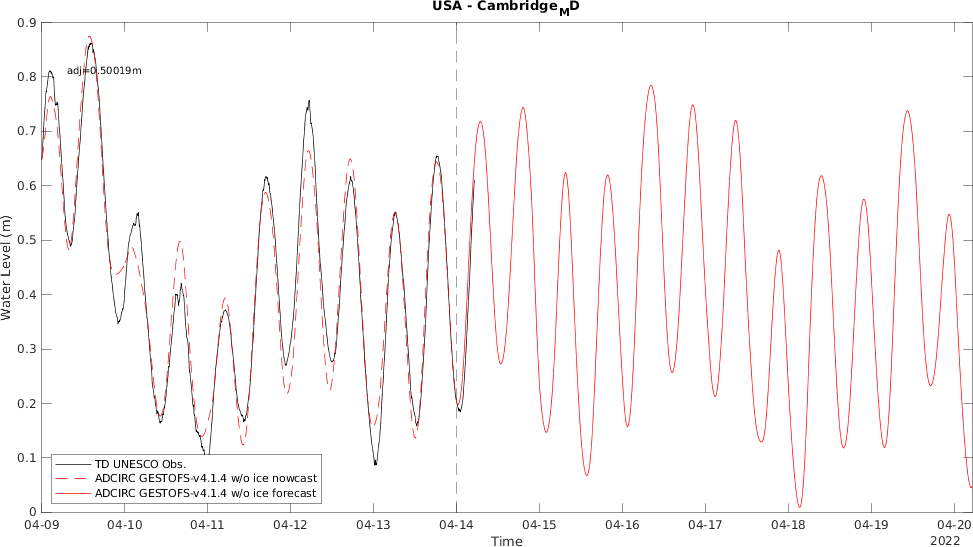 USA - CambridgeMD
0.9
0.8
0.7
0.6
0.5
0.4
0.3
0.2
0.1
0
Water Level (m)
adj=0.50019m
TD UNESCO Obs.
ADCIRC GESTOFS-v4.1.4 w/o ice nowcast
ADCIRC GESTOFS-v4.1.4 w/o ice forecast
04-09 04-10 04-11 04-12 04-13 04-14 04-15 04-16 04-17 04-18 04-19 04-20
Time
2022